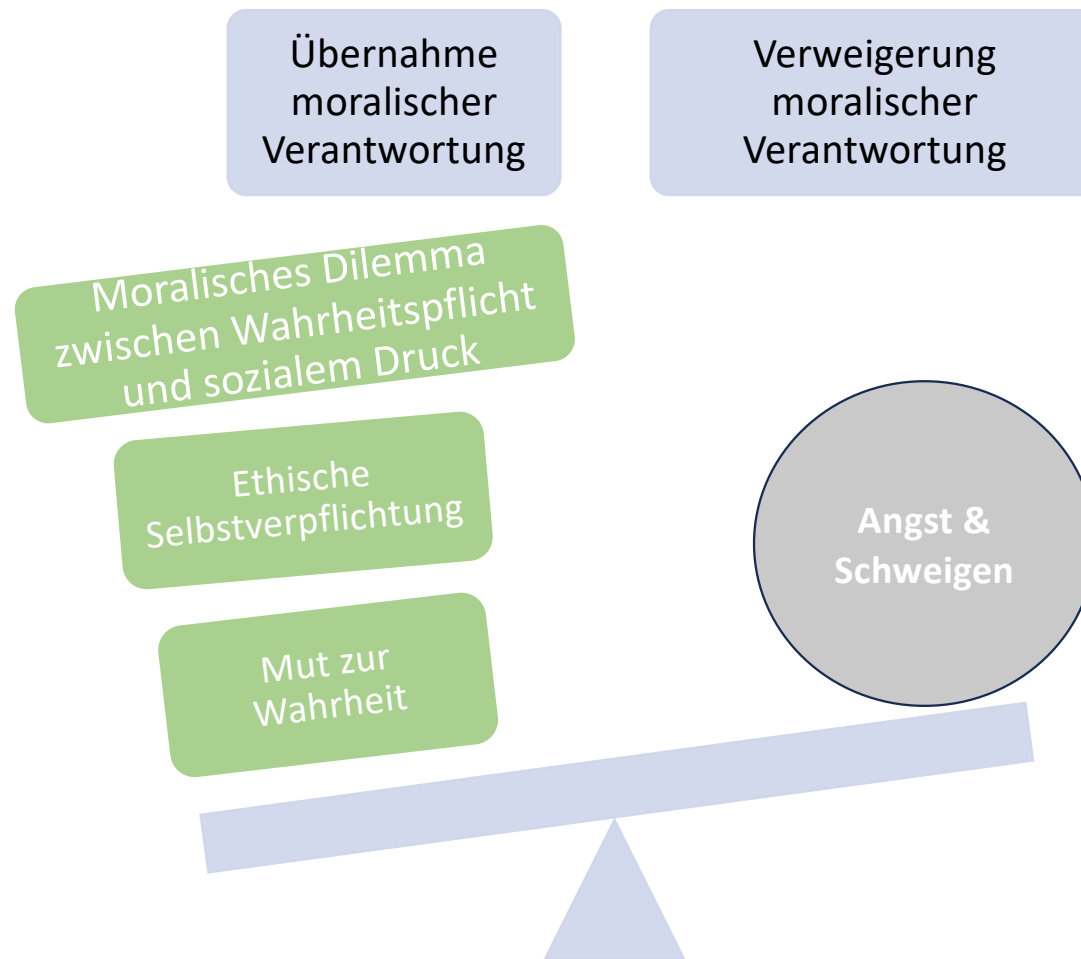 Übernahme
moralischer
Verantwortung
Verweigerung
moralischer
Verantwortung
Moralisches Dilemma
zwischen Wahrheitspflicht
und sozialem Druck
Ethische
Selbstverpflichtung
Mut zur
Wahrheit
Angst &
Schweigen